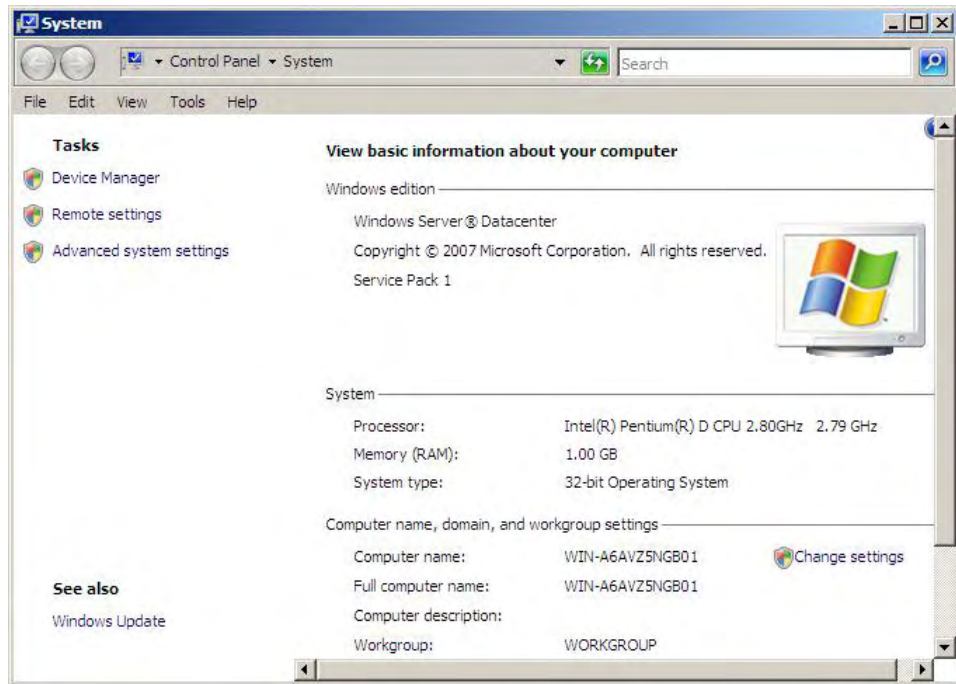 System
Control Panel System
Search
File Edit View Tools Help
Tasks
Device Manager
Remote settings
Advanced system settings
See also
Windows Update
View basic information about your computer
Windows edition
Windows Server® Datacenter
Copyright © 2007 Microsoft Corporation. All rights reserved.
Service Pack 1
System
Processor: Intel(R) Pentium(R) D CPU 2.80GHz 2.79 GHz
Memory (RAM): 1.00 GB
System type: 32-bit Operating System
Computer name, domain, and workgroup settings
Computer name: WIN-A6AVZ5NGB01 Change settings
Full computer name: WIN-A6AVZ5NGB01
Computer description:
Workgroup: WORKGROUP